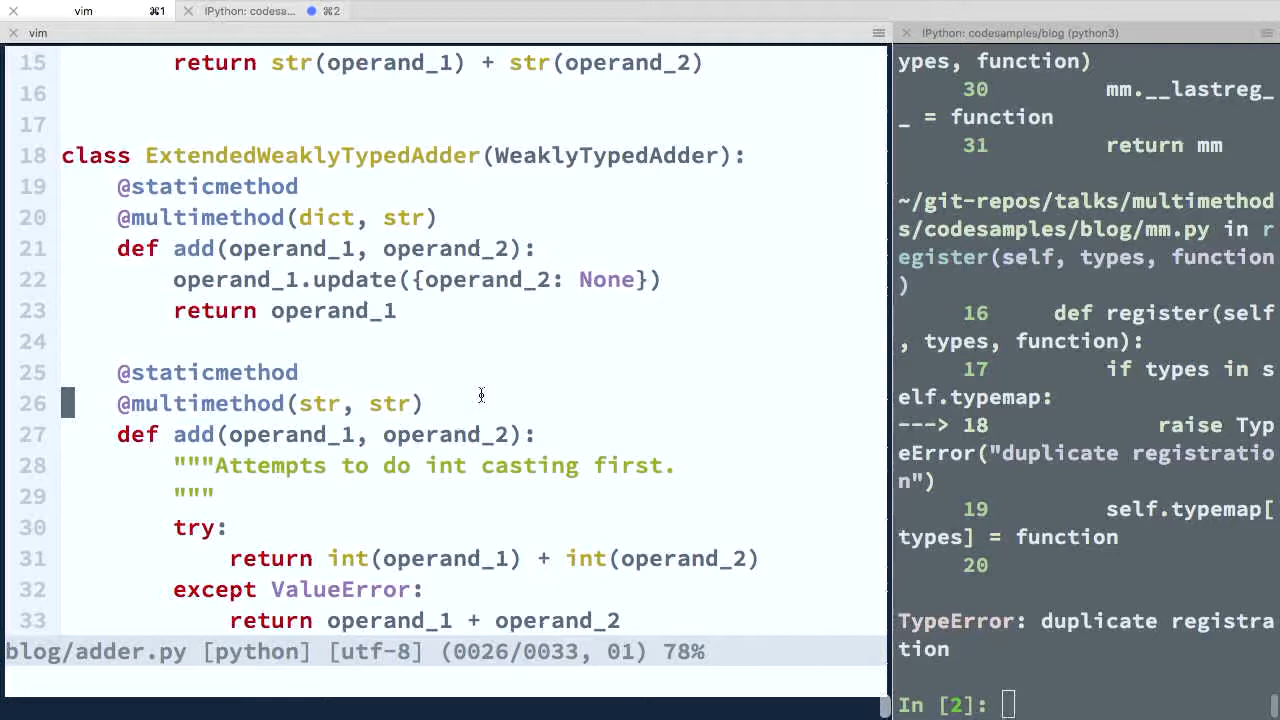 vim ⌘1 IPython: codesa... ⌘2
vim
15 return str(operand_1) + str(operand_2)
16
17
18 class ExtendedWeaklyTypedAdder(WeaklyTypedAdder):
19 @staticmethod
20 @multimethod(dict, str)
21 def add(operand_1, operand_2):
22 operand_1.update({operand_2: None})
23 return operand_1
24
25 @staticmethod
26 @multimethod(str, str)
27 def add(operand_1, operand_2):
28 """Attempts to do int casting first.
29 """
30 try:
31 return int(operand_1) + int(operand_2)
32 except ValueError:
33 return operand_1 + operand_2
blog/adder.py [python] [utf-8] (0026/0033, 01) 78%
IPython: codesamples/blog (python3)
ypes, function)
30 mm.__lastreg_
_ = function
31 return mm
~/git-repos/talks/multimethod
s/codesamples/blog/mm.py in r
egister(self, types, function
)
16 def register(self
, types, function):
17 if types in s
elf.typemap:
---> 18 raise Typ
eError("duplicate registratio
n")
19 self.typemap[
types] = function
20
TypeError: duplicate registra
tion
In [2]: